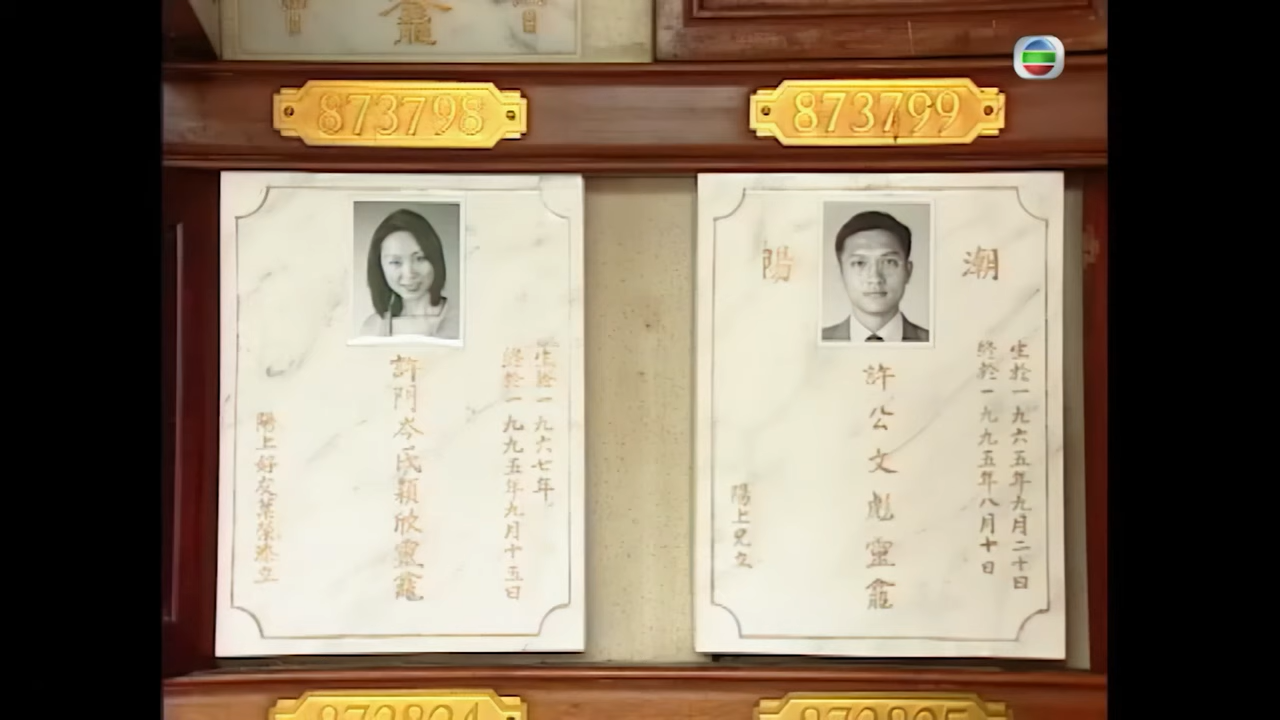 龕
873798
873799
許門岑氏穎欣靈龕
生於一九六七年
終於一九九五年九月十五日
陽上好友葉榮添立
潮
陽
許公文彪靈龕
生於一九六五年九月二十日
終於一九九五年八月十日
陽上兄立